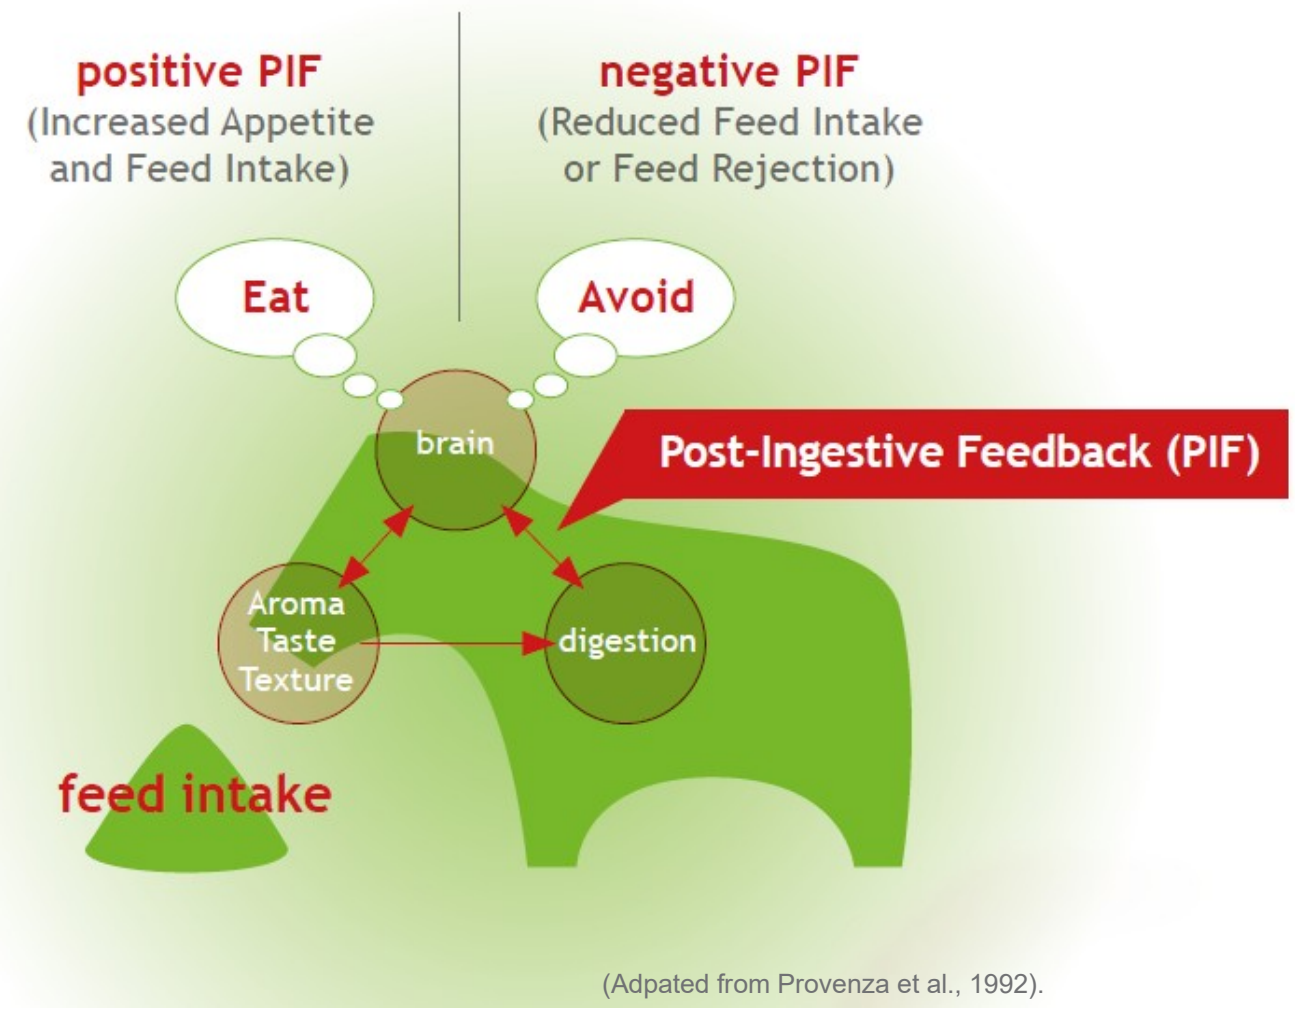 positive PIF
(Increased Appetite
and Feed Intake)
negative PIF
(Reduced Feed Intake
or Feed Rejection)
Eat
Avoid
brain
Post-Ingestive Feedback (PIF)
Aroma
Taste
Texture
digestion
feed intake
(Adpated from Provenza et al., 1992).